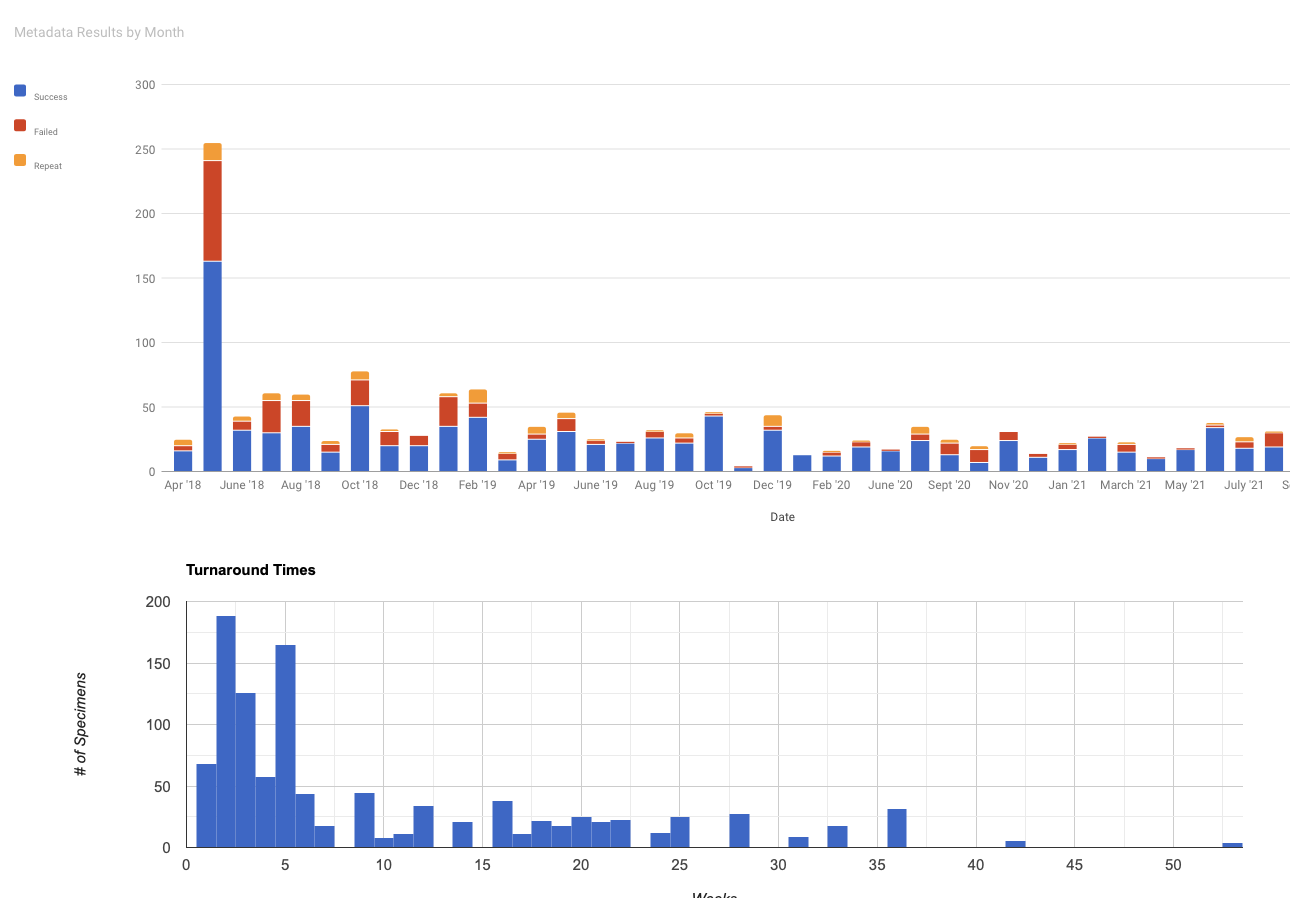 Metadata Results by Month
Success
Failed
Repeat
300
250
200
150
100
50
0
Apr '18 June '18 Aug '18 Oct '18 Dec '18 Feb '19 Apr '19 June '19 Aug '19 Oct '19 Dec '19 Feb '20 June '20 Sept '20 Nov '20 Jan '21 March '21 May '21 July '21 S
Date
Turnaround Times
# of Specimens
200
150
100
50
0
0 5 10 15 20 25 30 35 40 45 50
Weeks